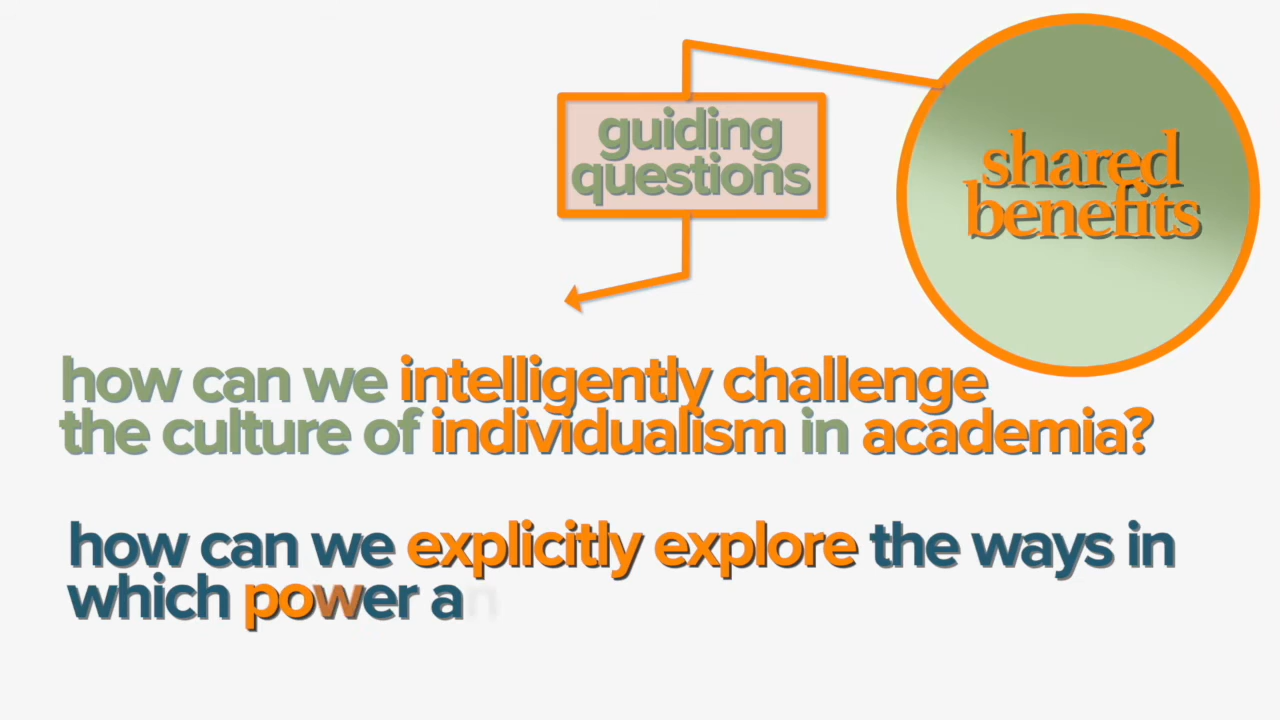 guiding
questions
shared
benefits
how can we intelligently challenge
the culture of individualism in academia?
how can we explicitly explore the ways in
which power an